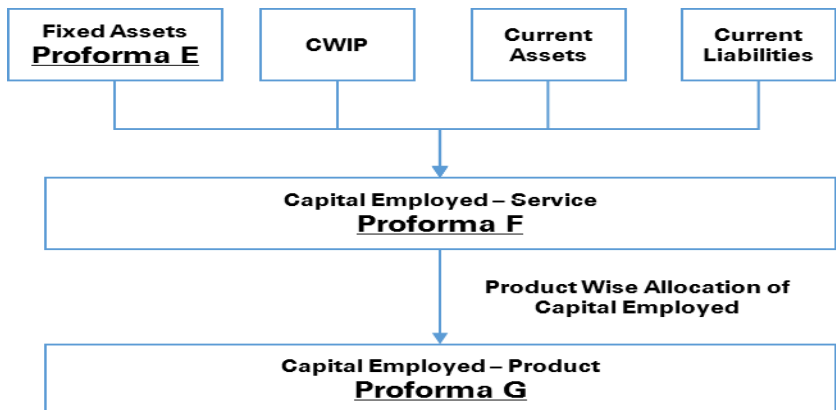 Fixed Assets
Proforma E
CWIP
Current
Assets
Current
Liabilities
Capital Employed – Service
Proforma F
Product Wise Allocation of
Capital Employed
Capital Employed – Product
Proforma G